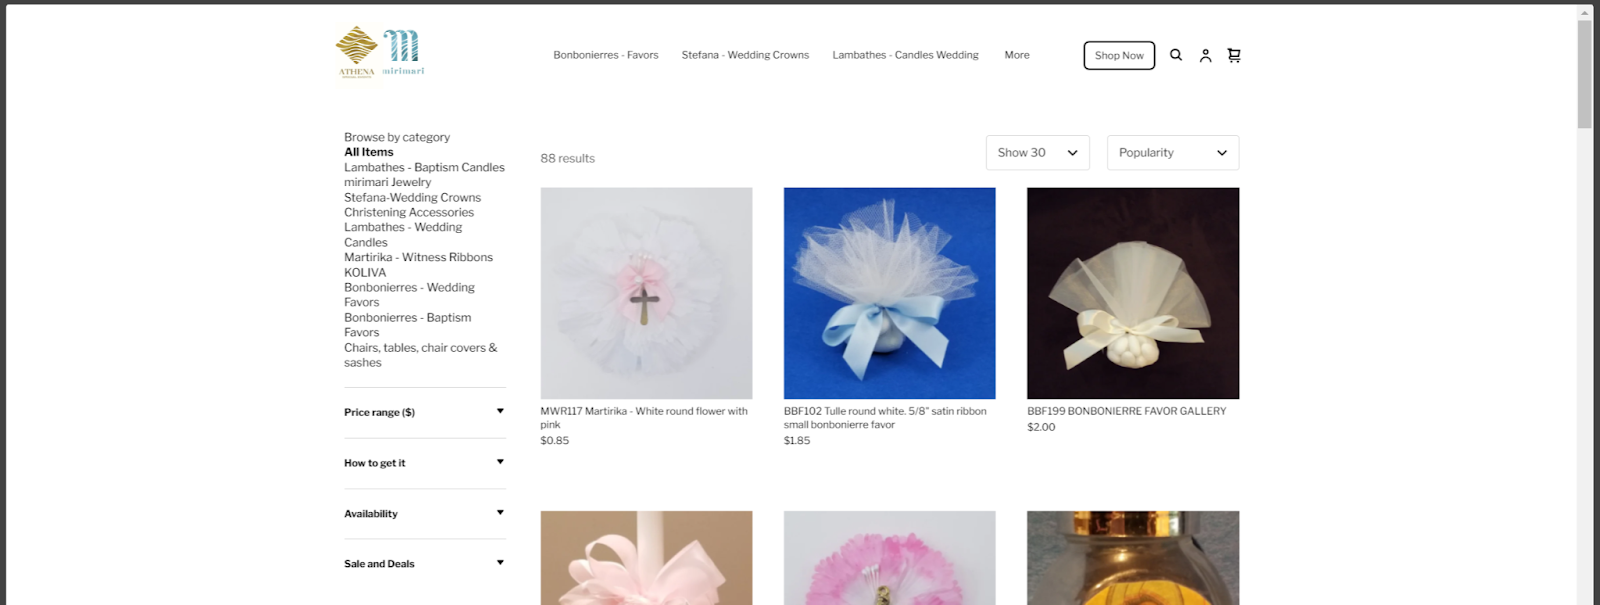 ATHENA
mirimari
Bonbonierres - Favors
Stefana - Wedding Crowns
Lambathes - Candles Wedding
More
Shop Now
Browse by category
All Items
Lambathes - Baptism Candles
mirimari Jewelry
Stefana-Wedding Crowns
Christening Accessories
Lambathes - Wedding
Candles
Martirika - Witness Ribbons
KOLIVA
Bonbonierres - Wedding
Favors
Bonbonierres - Baptism
Favors
Chairs, tables, chair covers &
sashes
Price range ($)
How to get it
Availability
Sale and Deals
88 results
Show 30
Popularity
MWR117 Martirika - White round flower with
pink
$0.85
BBF102 Tulle round white. 5/8" satin ribbon
small bonbonierre favor
$1.85
BBF199 BONBONIERRE FAVOR GALLERY
$2.00